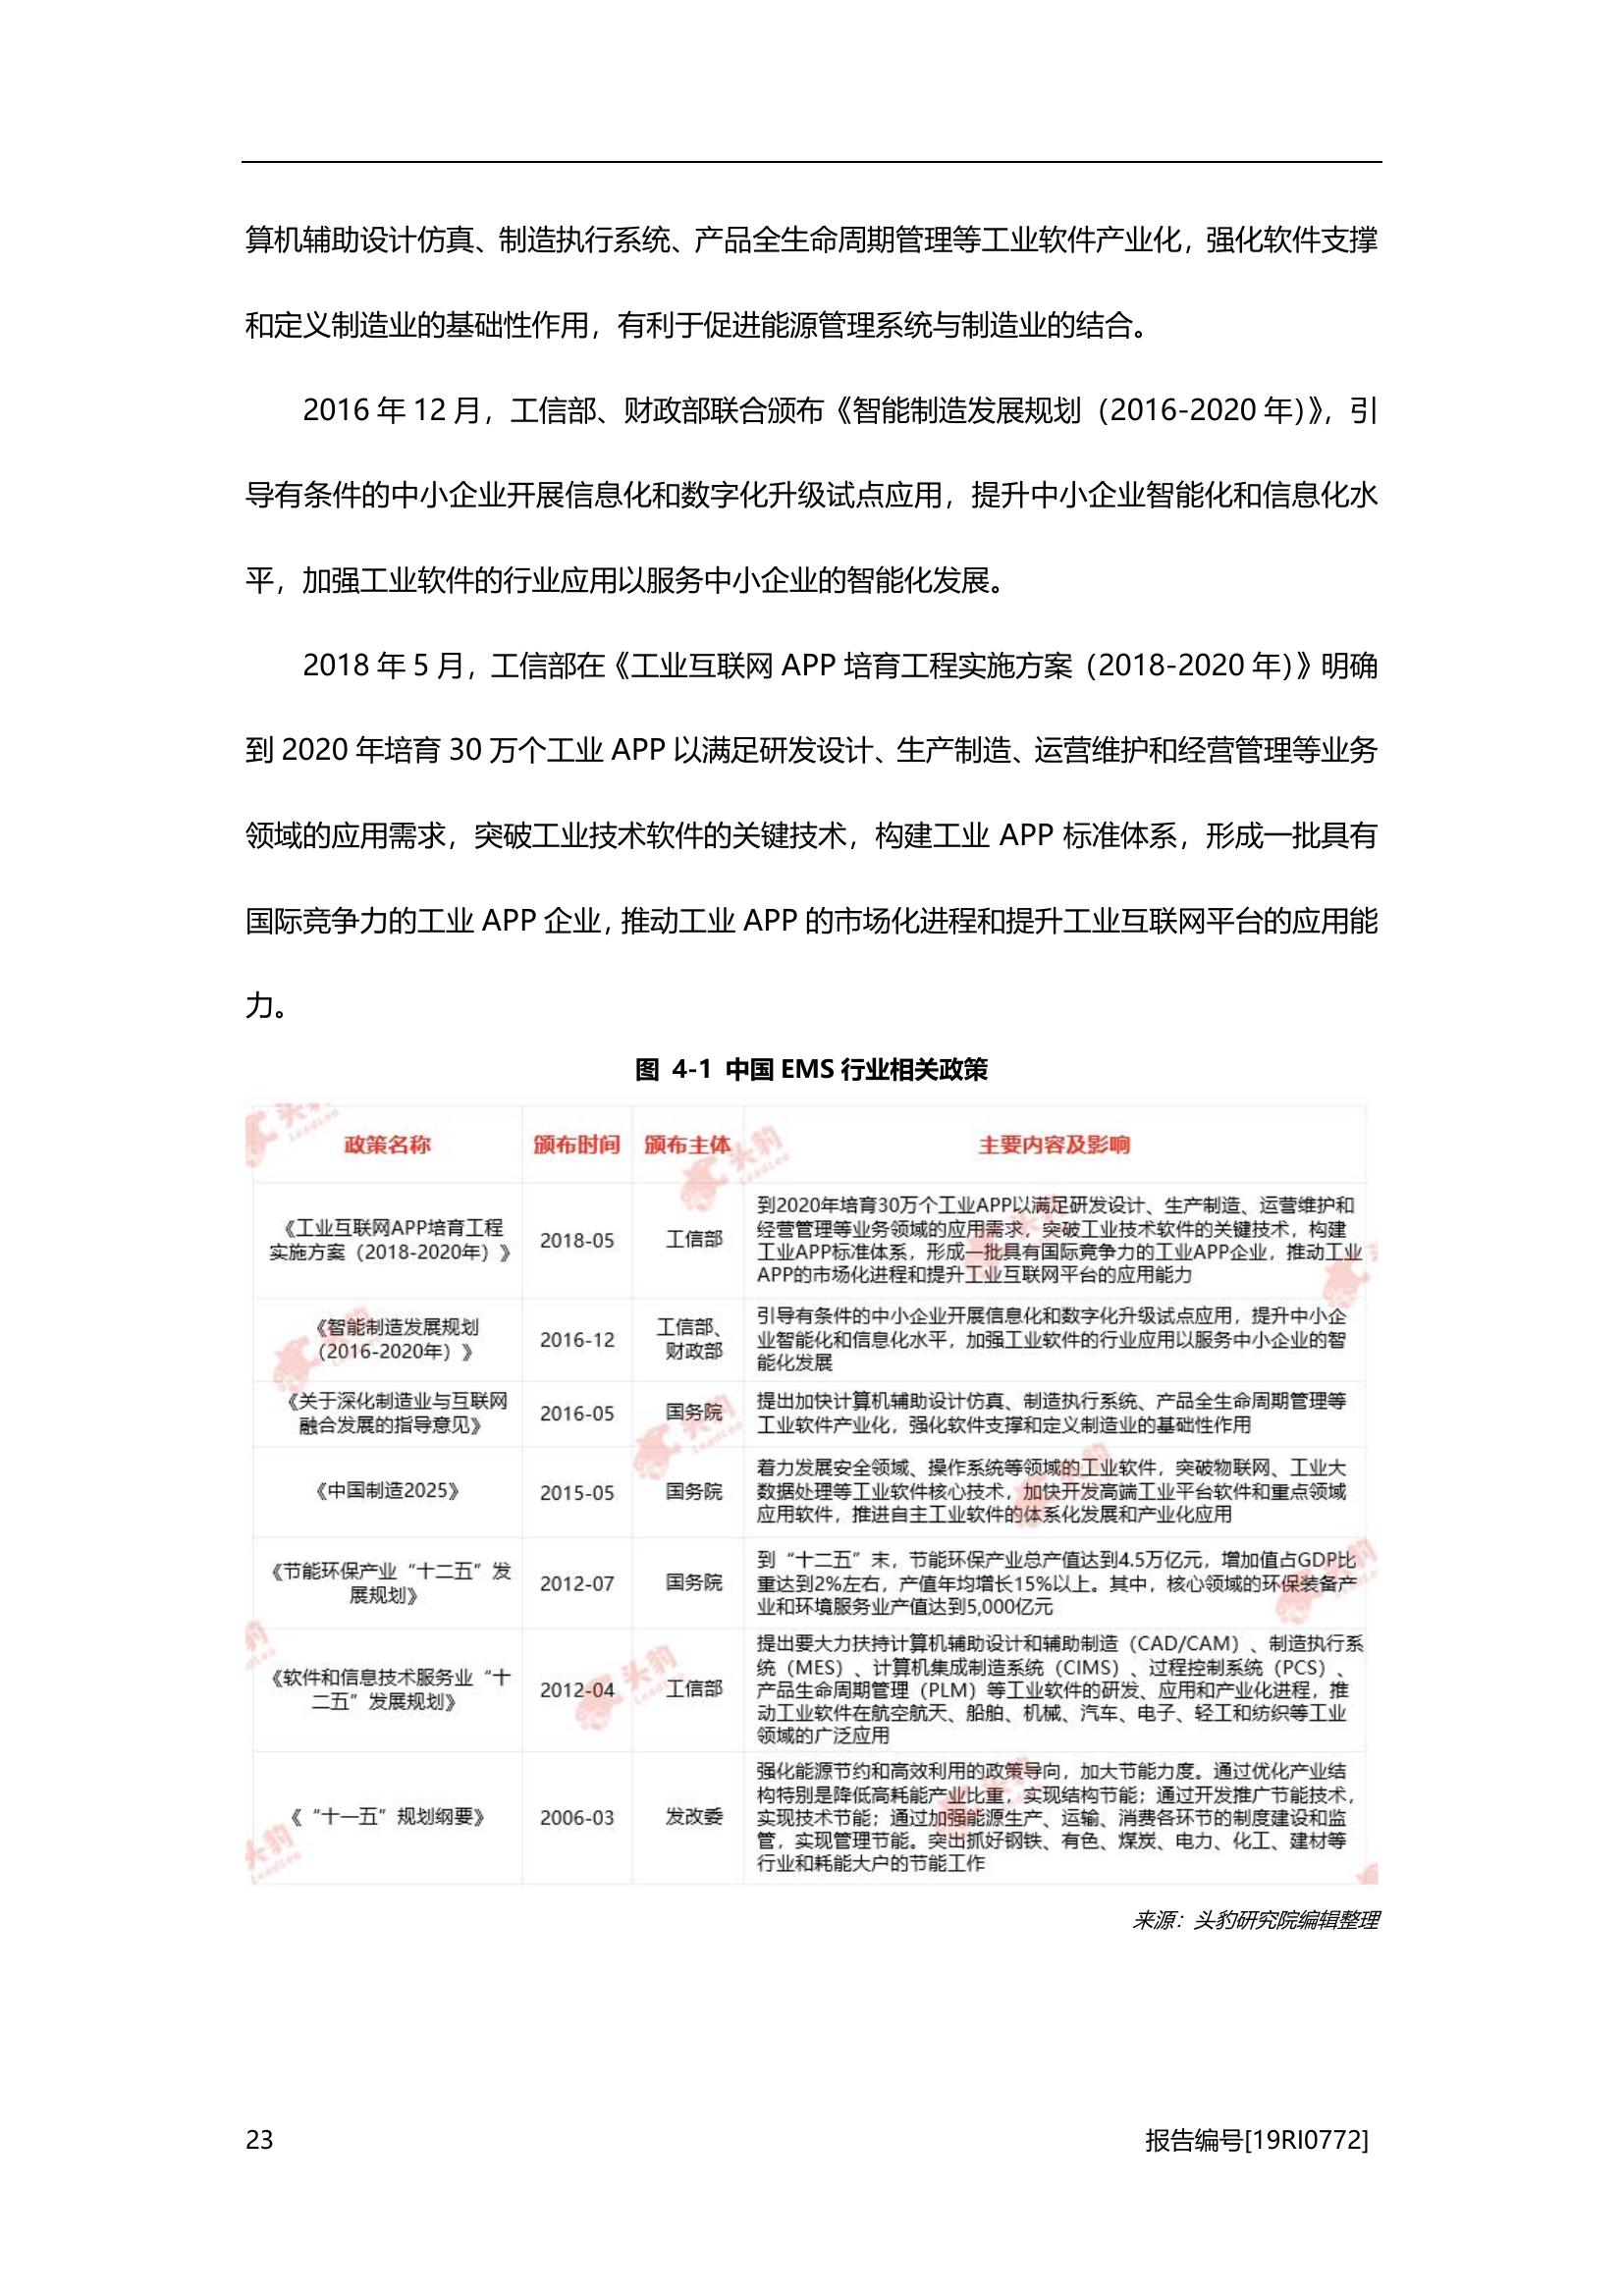 算机辅助设计仿真、制造执行系统、产品全生命周期管理等工业软件产业化，强化软件支撑
和定义制造业的基础性作用，有利于促进能源管理系统与制造业的结合。
2016 年 12 月，工信部、财政部联合颁布《智能制造发展规划（2016-2020 年）》，引
导有条件的中小企业开展信息化和数字化升级试点应用，提升中小企业智能化和信息化水
平，加强工业软件的行业应用以服务中小企业的智能化发展。
2018 年 5 月，工信部在《工业互联网 APP 培育工程实施方案（2018-2020 年）》明确
到 2020 年培育 30 万个工业 APP 以满足研发设计、生产制造、运营维护和经营管理等业务
领域的应用需求，突破工业技术软件的关键技术，构建工业 APP 标准体系，形成一批具有
国际竞争力的工业 APP 企业，推动工业 APP 的市场化进程和提升工业互联网平台的应用能
力。
图 4-1 中国 EMS 行业相关政策
政策名称 颁布时间 颁布主体 主要内容及影响
《工业互联网APP培育工程
实施方案（2018-2020年）》
2018-05
工信部
到2020年培育30万个工业APP以满足研发设计、生产制造、运营维护和
经营管理等业务领域的应用需求，突破工业技术软件的关键技术，构建
工业APP标准体系，形成一批具有国际竞争力的工业APP企业，推动工业
APP的市场化进程和提升工业互联网平台的应用能力
《智能制造发展规划
（2016-2020年）》
2016-12
工信部、
财政部
引导有条件的中小企业开展信息化和数字化升级试点应用，提升中小企
业智能化和信息化水平，加强工业软件的行业应用以服务中小企业的智
能化发展
《关于深化制造业与互联网
融合发展的指导意见》
2016-05
国务院
提出加快计算机辅助设计仿真、制造执行系统、产品全生命周期管理等
工业软件产业化，强化软件支撑和定义制造业的基础性作用
《中国制造2025》
2015-05
国务院
着力发展安全领域、操作系统等领域的工业软件，突破物联网、工业大
数据处理等工业软件核心技术，加快开发高端工业平台软件和重点领域
应用软件，推进自主工业软件的体系化发展和产业化应用
《节能环保产业“十二五”发
展规划》
2012-07
国务院
到“十二五”末，节能环保产业总产值达到4.5万亿元，增加值占GDP比
重达到2%左右，产值年均增长15%以上。其中，核心领域的环保装备产
业和环境服务业产值达到5,000亿元
《软件和信息技术服务业“十
二五”发展规划》
2012-04
工信部
提出要大力扶持计算机辅助设计和辅助制造（CAD/CAM）、制造执行系
统（MES）、计算机集成制造系统（CIMS）、过程控制系统（PCS）、
产品生命周期管理（PLM）等工业软件的研发、应用和产业化进程，推
动工业软件在航空航天、船舶、机械、汽车、电子、轻工和纺织等工业
领域的广泛应用
《“十一五”规划纲要》
2006-03
发改委
强化能源节约和高效利用的政策导向，加大节能力度。通过优化产业结
构特别是降低高耗能产业比重，实现结构节能；通过开发推广节能技术，
实现技术节能；通过加强能源生产、运输、消费各环节的制度建设和监
管，实现管理节能。突出抓好钢铁、有色、煤炭、电力、化工、建材等
行业和耗能大户的节能工作
来源：头豹研究院编辑整理
23
报告编号[19RI0772]